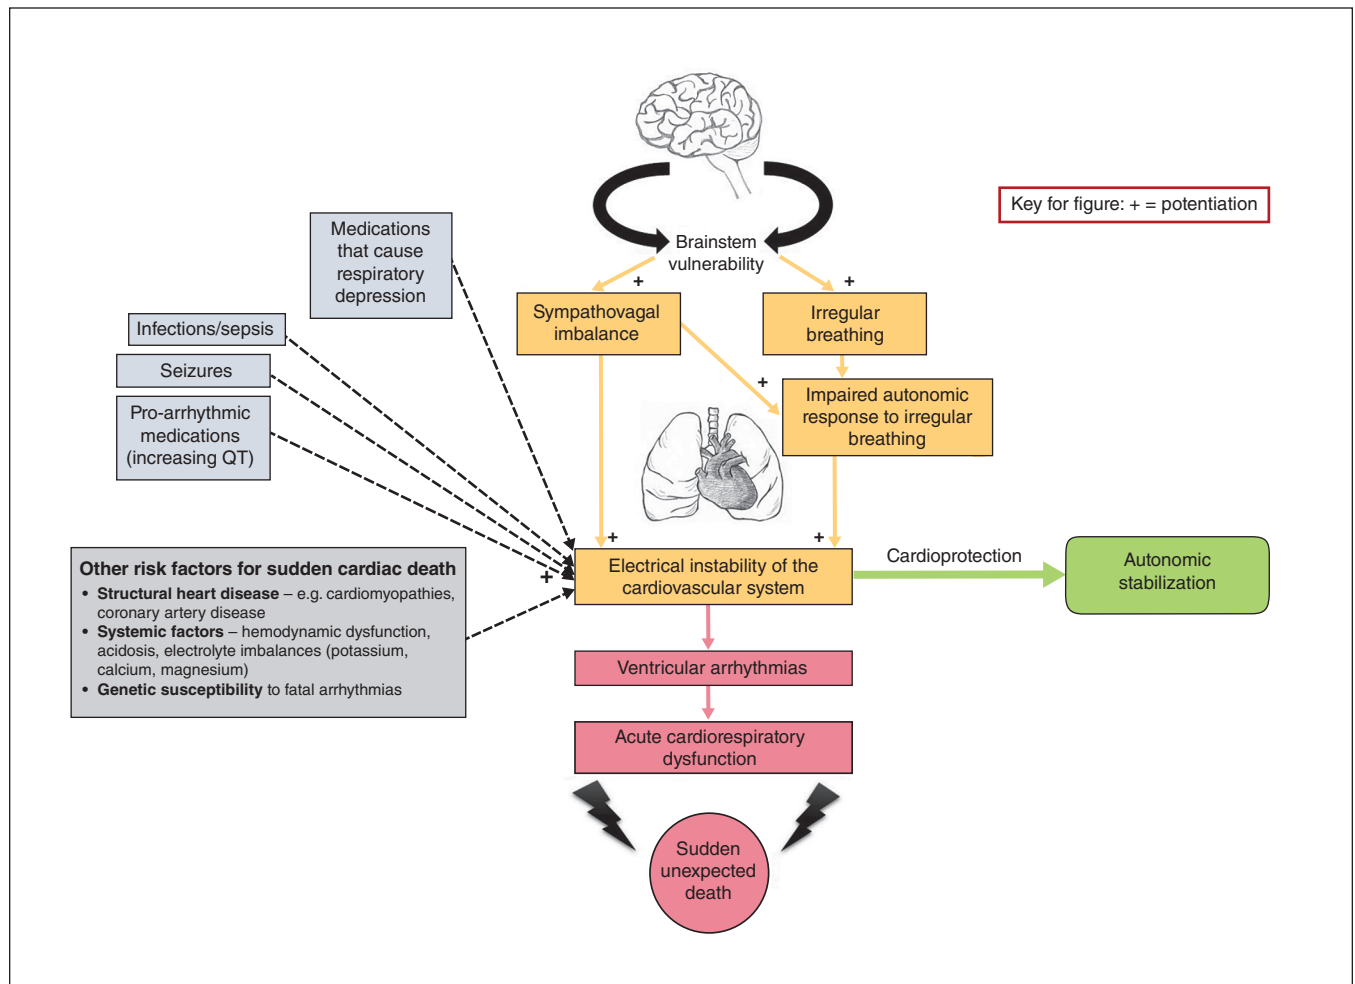 Key for figure: + = potentiation
Brainstem
vulnerability
Medications
that cause
respiratory
depression
+
+
Sympathovagal
imbalance
Irregular
breathing
Infections/sepsis
Seizures
Pro-arrhythmic
medications
(increasing QT)
+
Impaired autonomic
response to irregular
breathing
+
+
Other risk factors for sudden cardiac death
• Structural heart disease – e.g. cardiomyopathies,
coronary artery disease
• Systemic factors – hemodynamic dysfunction,
acidosis, electrolyte imbalances (potassium,
calcium, magnesium)
• Genetic susceptibility to fatal arrhythmias
+
Electrical instability of the
cardiovascular system
Cardioprotection
Autonomic
stabilization
Ventricular arrhythmias
Acute cardiorespiratory
dysfunction
Sudden
unexpected
death